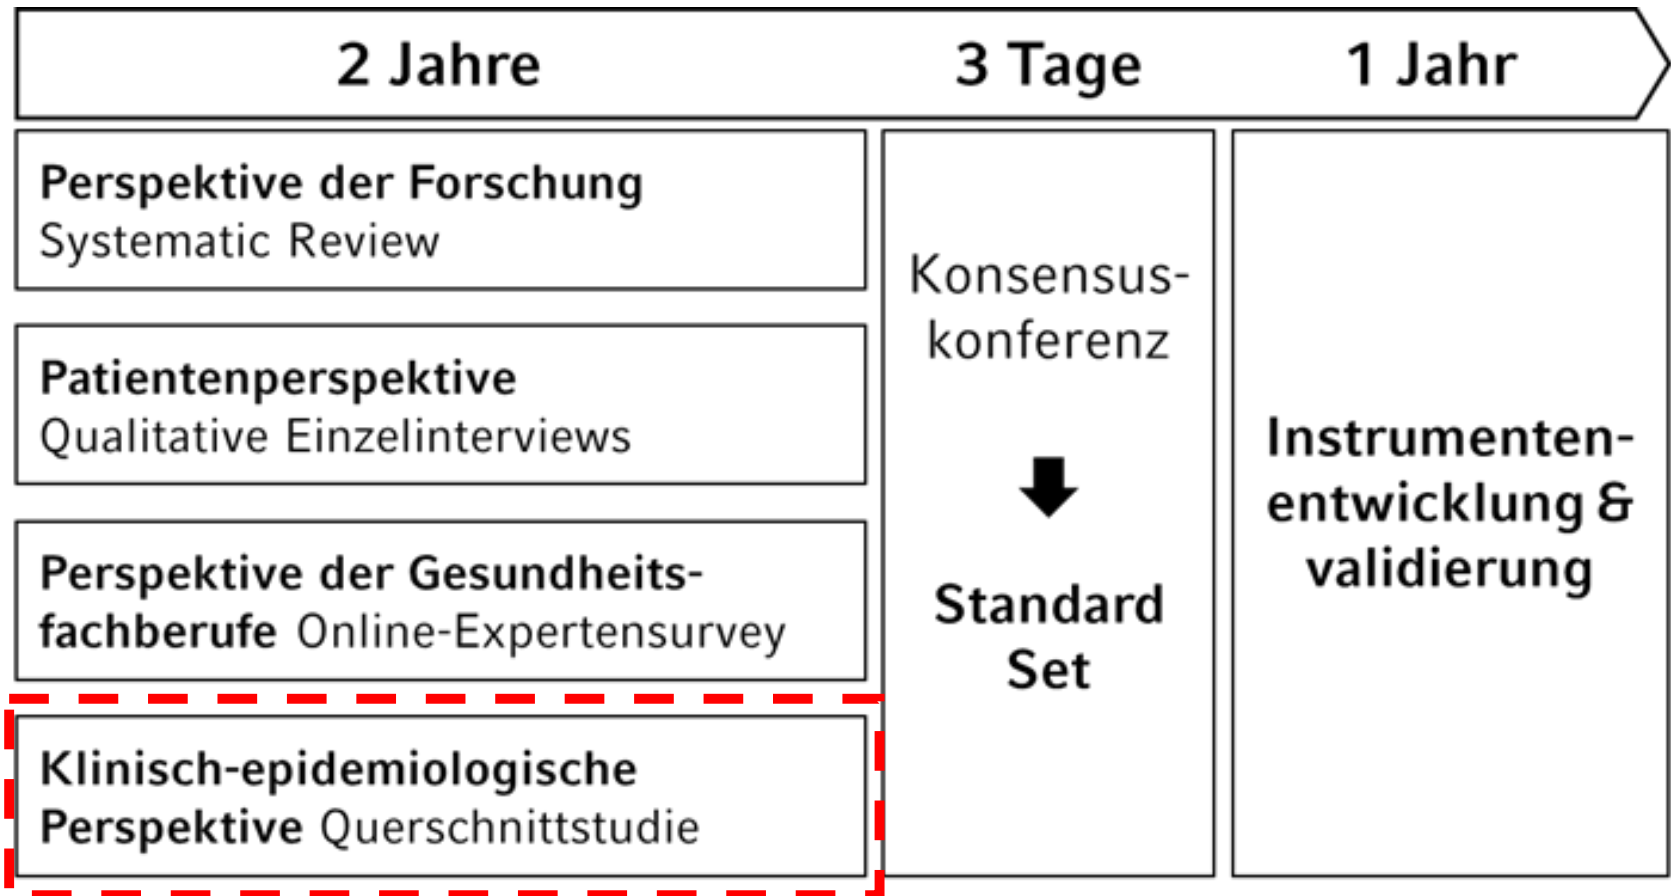 2 Jahre
3 Tage
1 Jahr
Perspektive der Forschung
Systematic Review
Patientenperspektive
Qualitative Einzelinterviews
Perspektive der Gesundheits-
fachberufe Online-Expertensurvey
Klinisch-epidemiologische
Perspektive Querschnittstudie
Konsensus-
konferenz
Standard
Set
Instrumenten-
entwicklung &
validierung